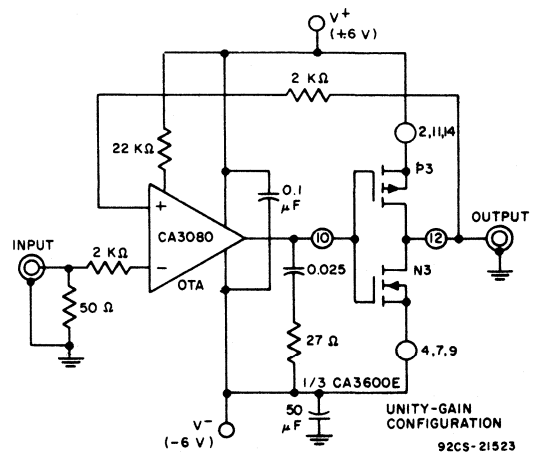 V+
(+6 V)
2 KΩ
2,11,14
22 KΩ
P3
0.1
μF
+
CA3080
10
12
OUTPUT
INPUT
2 KΩ
−
OTA
0.025
N3
50 Ω
27 Ω
4,7,9
1/3 CA3600E
50
μF
V−
(−6 V)
UNITY-GAIN
CONFIGURATION
92CS-21523